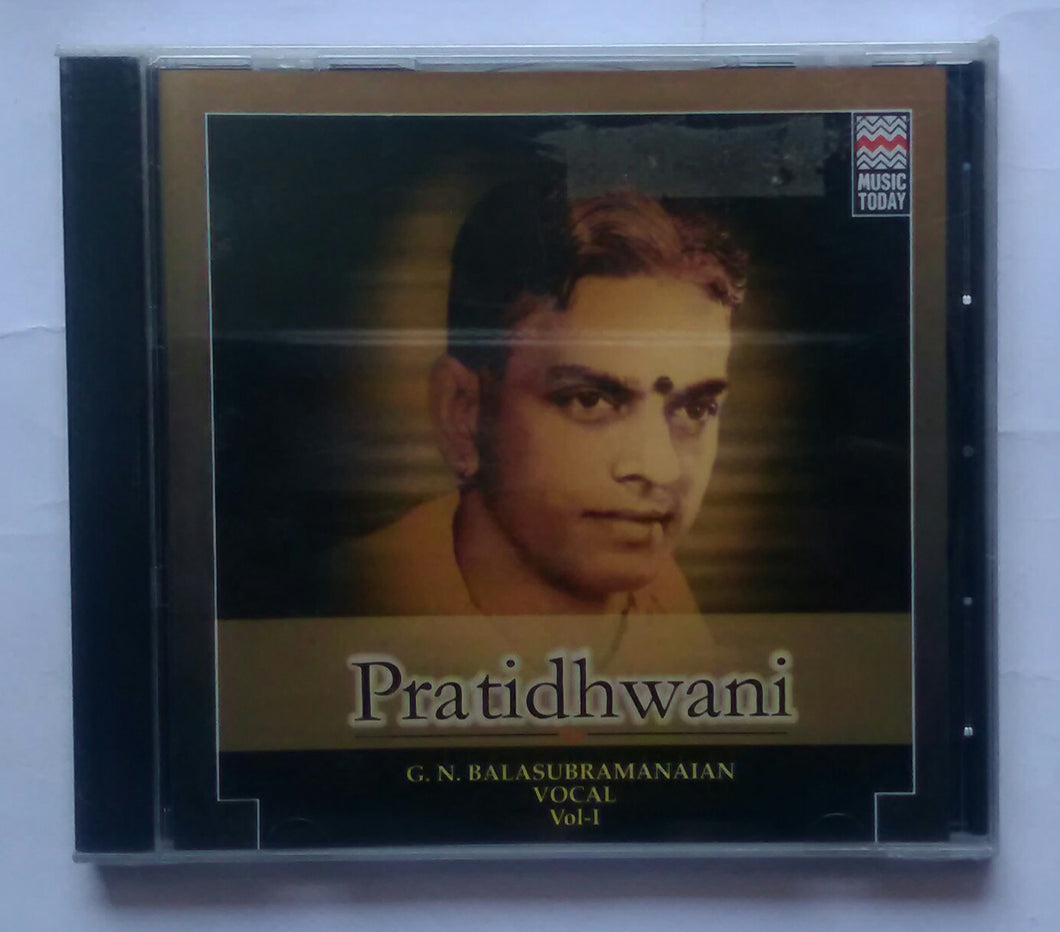 MUSIC
TODAY
Pratidhwani
G. N. BALASUBRAMANAIAN
VOCAL
Vol-I